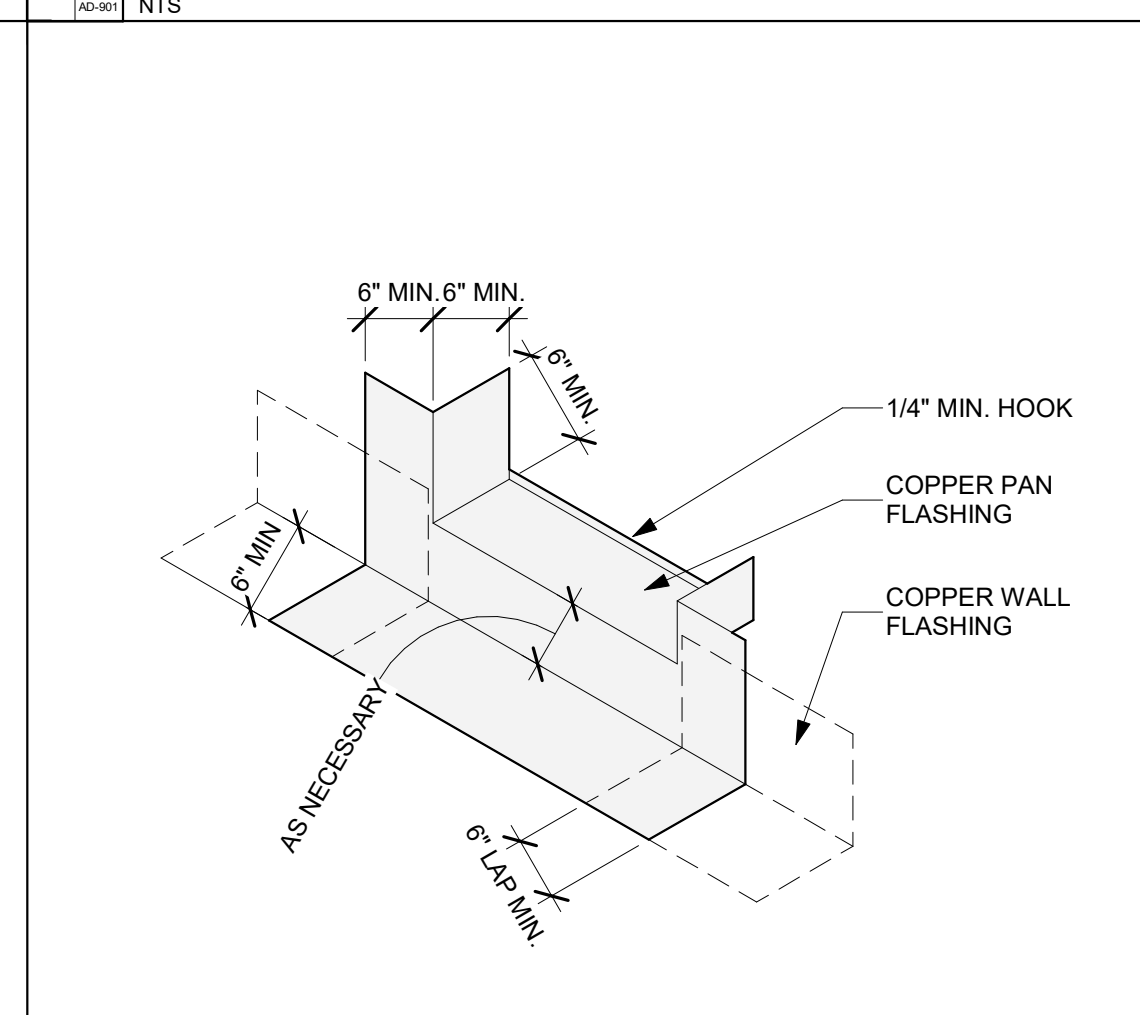 AD-901 NTS
6" MIN. 6" MIN.
6" MIN.
1/4" MIN. HOOK
COPPER PAN
FLASHING
6" MIN
COPPER WALL
FLASHING
AS NECESSARY
6" LAP MIN.